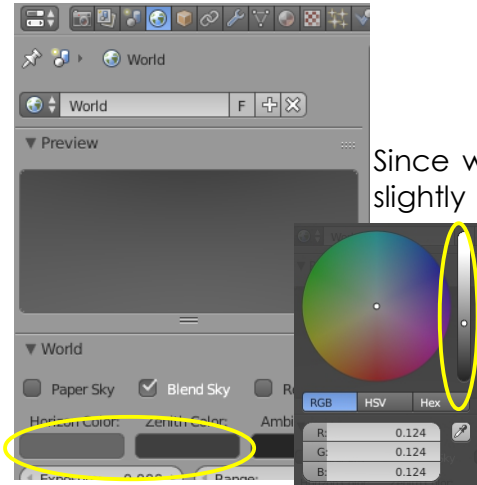 World
World F
Preview
Since w
slightly
World
Paper Sky Blend Sky
Horizon Color: Zenith Color: Ambi
RGB HSV Hex
R: 0.124
G: 0.124
B: 0.124
Range: